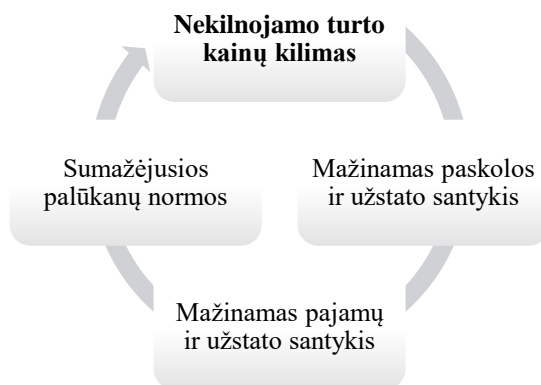 Nekilnojamo turto
kainų kilimas
Mažinamas paskolos
ir užstato santykis
Mažinamas pajamų
ir užstato santykis
Sumažėjusios
palūkanų normos